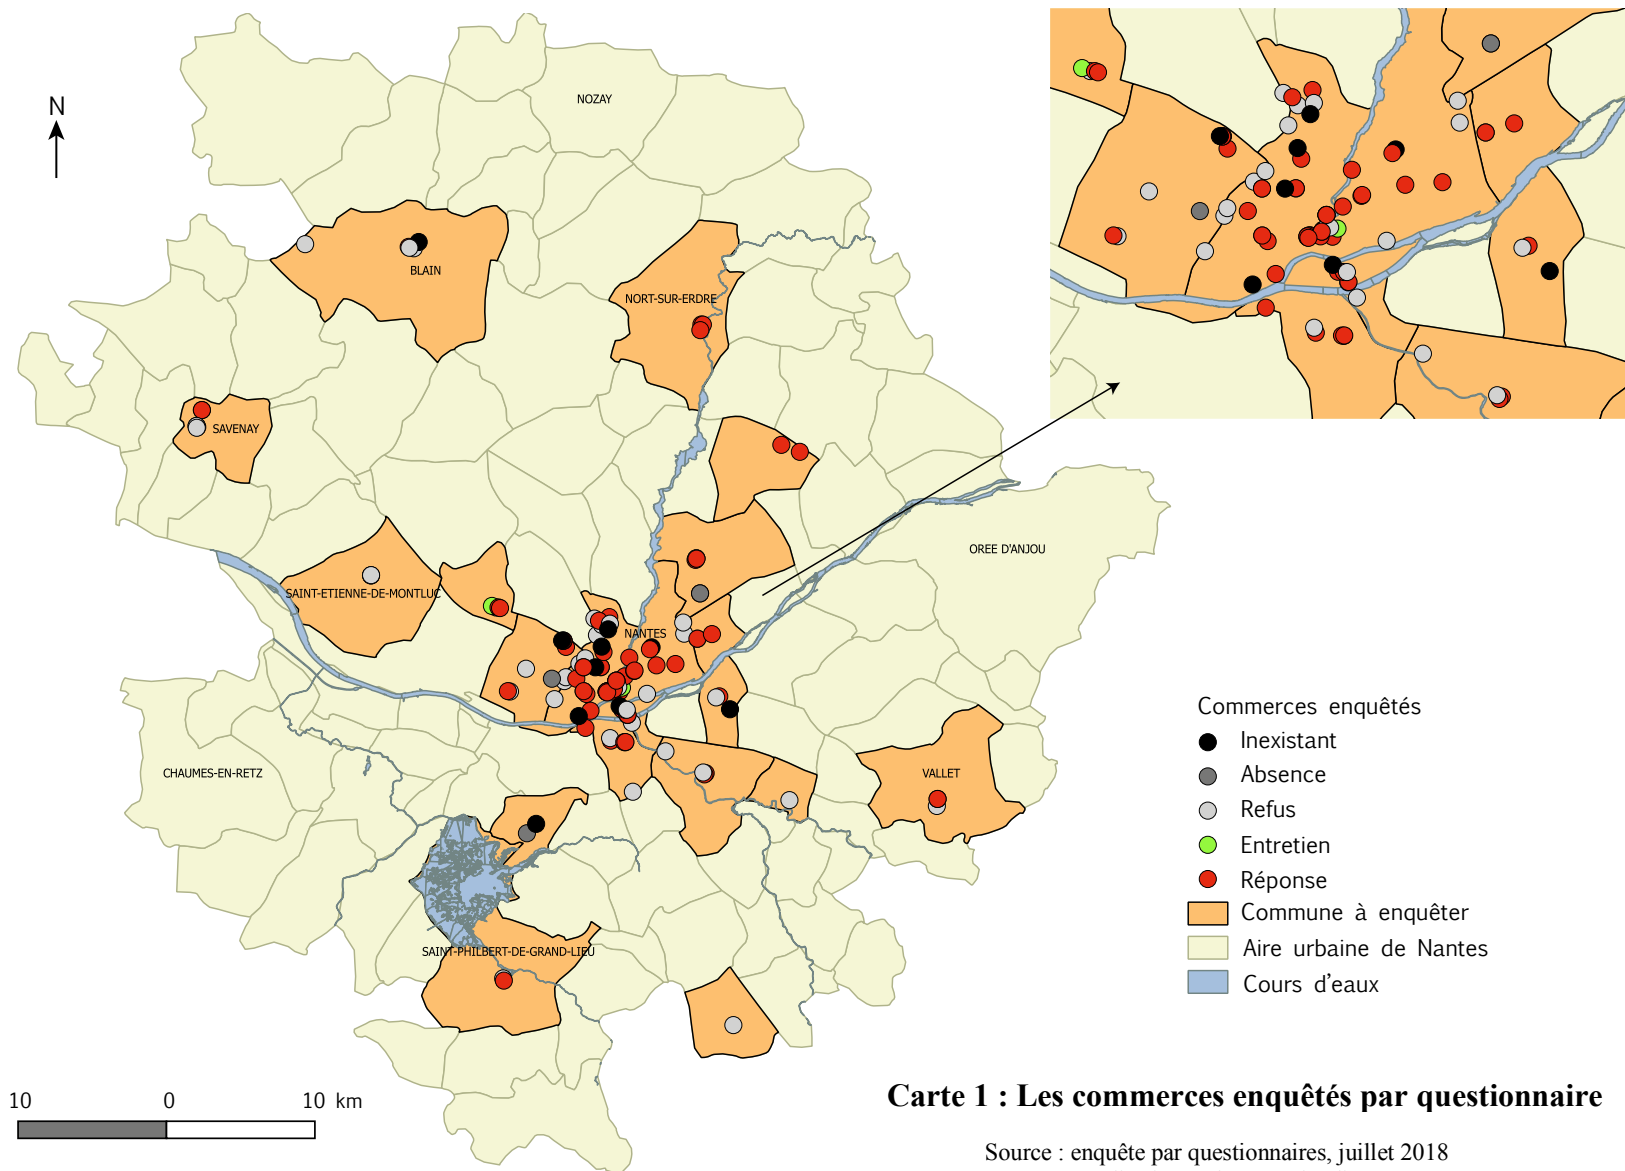 N
NOZAY
BLAIN
NORT-SUR-ERDRE
SAVENAY
OREE D'ANJOU
SAINT-ETIENNE-DE-MONTLUC
NANTES
CHAUMES-EN-RETZ
VALLET
SAINT-PHILBERT-DE-GRAND-LIEU
Commerces enquêtés
Inexistant
Absence
Refus
Entretien
Réponse
Commune à enquêter
Aire urbaine de Nantes
Cours d'eaux
10 0 10 km
Carte 1 : Les commerces enquêtés par questionnaire
Source : enquête par questionnaires, juillet 2018